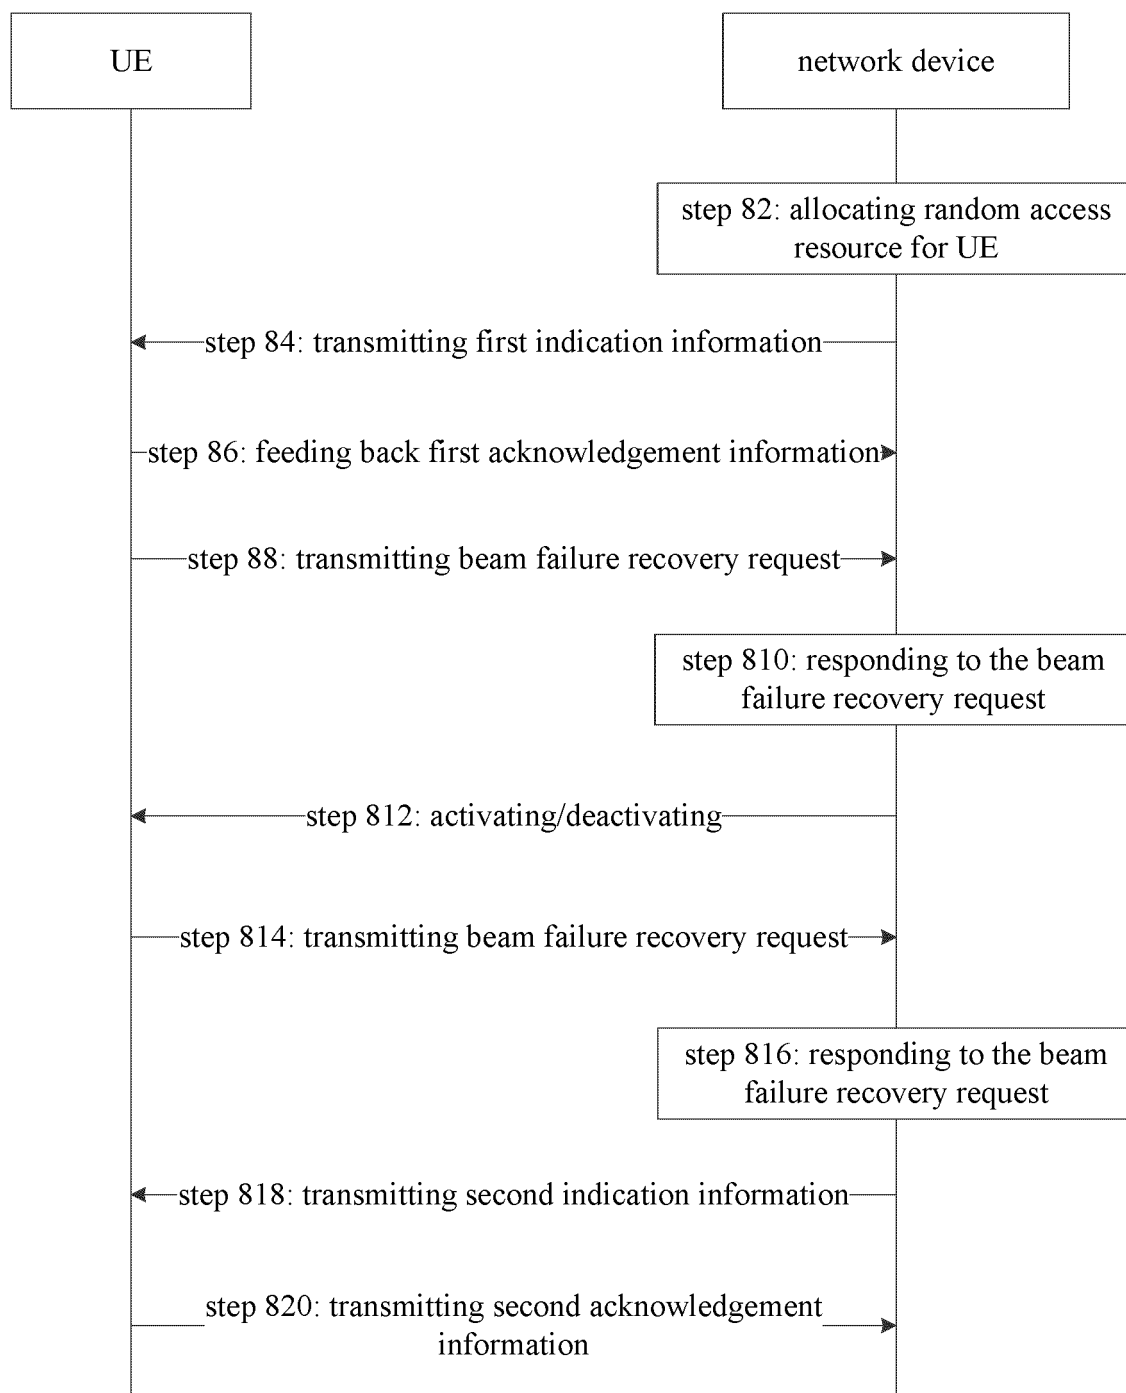 UE
network device
step 82: allocating random access
resource for UE
step 84: transmitting first indication information
step 86: feeding back first acknowledgement information
step 88: transmitting beam failure recovery request
step 810: responding to the beam
failure recovery request
step 812: activating/deactivating
step 814: transmitting beam failure recovery request
step 816: responding to the beam
failure recovery request
step 818: transmitting second indication information
step 820: transmitting second acknowledgement
information